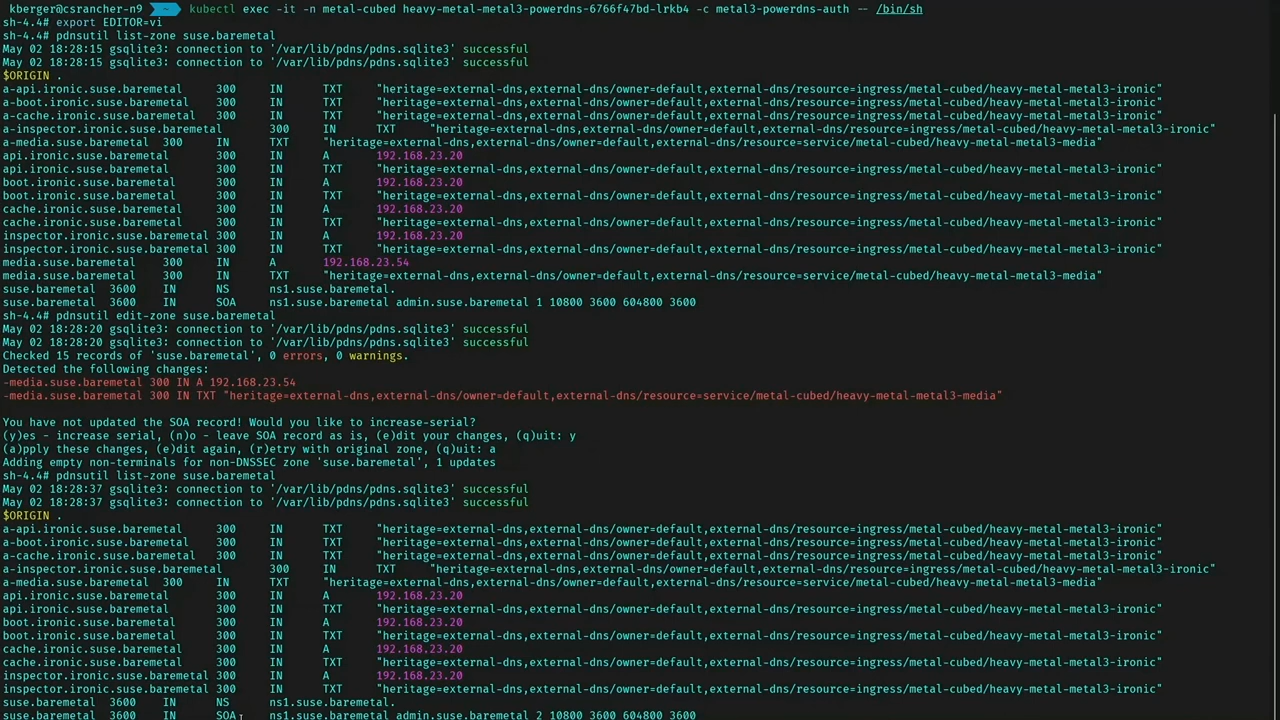 kberger@csrancher-n9 ~ kubectl exec -it -n metal-cubed heavy-metal-metal3-powerdns-6766f47bd-lrkb4 -c metal3-powerdns-auth -- /bin/sh
sh-4.4# export EDITOR=vi
sh-4.4# pdnsutil list-zone suse.baremetal
May 02 18:28:15 gsqlite3: connection to '/var/lib/pdns/pdns.sqlite3' successful
May 02 18:28:15 gsqlite3: connection to '/var/lib/pdns/pdns.sqlite3' successful
$ORIGIN .
a-api.ironic.suse.baremetal 300 IN TXT "heritage=external-dns,external-dns/owner=default,external-dns/resource=ingress/metal-cubed/heavy-metal-metal3-ironic"
a-boot.ironic.suse.baremetal 300 IN TXT "heritage=external-dns,external-dns/owner=default,external-dns/resource=ingress/metal-cubed/heavy-metal-metal3-ironic"
a-cache.ironic.suse.baremetal 300 IN TXT "heritage=external-dns,external-dns/owner=default,external-dns/resource=ingress/metal-cubed/heavy-metal-metal3-ironic"
a-inspector.ironic.suse.baremetal 300 IN TXT "heritage=external-dns,external-dns/owner=default,external-dns/resource=ingress/metal-cubed/heavy-metal-metal3-ironic"
a-media.suse.baremetal 300 IN TXT "heritage=external-dns,external-dns/owner=default,external-dns/resource=service/metal-cubed/heavy-metal-metal3-media"
api.ironic.suse.baremetal 300 IN A 192.168.23.20
api.ironic.suse.baremetal 300 IN TXT "heritage=external-dns,external-dns/owner=default,external-dns/resource=ingress/metal-cubed/heavy-metal-metal3-ironic"
boot.ironic.suse.baremetal 300 IN A 192.168.23.20
boot.ironic.suse.baremetal 300 IN TXT "heritage=external-dns,external-dns/owner=default,external-dns/resource=ingress/metal-cubed/heavy-metal-metal3-ironic"
cache.ironic.suse.baremetal 300 IN A 192.168.23.20
cache.ironic.suse.baremetal 300 IN TXT "heritage=external-dns,external-dns/owner=default,external-dns/resource=ingress/metal-cubed/heavy-metal-metal3-ironic"
inspector.ironic.suse.baremetal 300 IN A 192.168.23.20
inspector.ironic.suse.baremetal 300 IN TXT "heritage=external-dns,external-dns/owner=default,external-dns/resource=ingress/metal-cubed/heavy-metal-metal3-ironic"
media.suse.baremetal 300 IN A 192.168.23.54
media.suse.baremetal 300 IN TXT "heritage=external-dns,external-dns/owner=default,external-dns/resource=service/metal-cubed/heavy-metal-metal3-media"
suse.baremetal 3600 IN NS ns1.suse.baremetal.
suse.baremetal 3600 IN SOA ns1.suse.baremetal admin.suse.baremetal 1 10800 3600 604800 3600
sh-4.4# pdnsutil edit-zone suse.baremetal
May 02 18:28:20 gsqlite3: connection to '/var/lib/pdns/pdns.sqlite3' successful
May 02 18:28:20 gsqlite3: connection to '/var/lib/pdns/pdns.sqlite3' successful
Checked 15 records of 'suse.baremetal', 0 errors, 0 warnings.
Detected the following changes:
-media.suse.baremetal 300 IN A 192.168.23.54
-media.suse.baremetal 300 IN TXT "heritage=external-dns,external-dns/owner=default,external-dns/resource=service/metal-cubed/heavy-metal-metal3-media"
You have not updated the SOA record! Would you like to increase-serial?
(y)es - increase serial, (n)o - leave SOA record as is, (e)dit your changes, (q)uit: y
(a)pply these changes, (e)dit again, (r)etry with original zone, (q)uit: a
Adding empty non-terminals for non-DNSSEC zone 'suse.baremetal', 1 updates
sh-4.4# pdnsutil list-zone suse.baremetal
May 02 18:28:37 gsqlite3: connection to '/var/lib/pdns/pdns.sqlite3' successful
May 02 18:28:37 gsqlite3: connection to '/var/lib/pdns/pdns.sqlite3' successful
$ORIGIN .
a-api.ironic.suse.baremetal 300 IN TXT "heritage=external-dns,external-dns/owner=default,external-dns/resource=ingress/metal-cubed/heavy-metal-metal3-ironic"
a-boot.ironic.suse.baremetal 300 IN TXT "heritage=external-dns,external-dns/owner=default,external-dns/resource=ingress/metal-cubed/heavy-metal-metal3-ironic"
a-cache.ironic.suse.baremetal 300 IN TXT "heritage=external-dns,external-dns/owner=default,external-dns/resource=ingress/metal-cubed/heavy-metal-metal3-ironic"
a-inspector.ironic.suse.baremetal 300 IN TXT "heritage=external-dns,external-dns/owner=default,external-dns/resource=ingress/metal-cubed/heavy-metal-metal3-ironic"
a-media.suse.baremetal 300 IN TXT "heritage=external-dns,external-dns/owner=default,external-dns/resource=service/metal-cubed/heavy-metal-metal3-media"
api.ironic.suse.baremetal 300 IN A 192.168.23.20
api.ironic.suse.baremetal 300 IN TXT "heritage=external-dns,external-dns/owner=default,external-dns/resource=ingress/metal-cubed/heavy-metal-metal3-ironic"
boot.ironic.suse.baremetal 300 IN A 192.168.23.20
boot.ironic.suse.baremetal 300 IN TXT "heritage=external-dns,external-dns/owner=default,external-dns/resource=ingress/metal-cubed/heavy-metal-metal3-ironic"
cache.ironic.suse.baremetal 300 IN A 192.168.23.20
cache.ironic.suse.baremetal 300 IN TXT "heritage=external-dns,external-dns/owner=default,external-dns/resource=ingress/metal-cubed/heavy-metal-metal3-ironic"
inspector.ironic.suse.baremetal 300 IN A 192.168.23.20
inspector.ironic.suse.baremetal 300 IN TXT "heritage=external-dns,external-dns/owner=default,external-dns/resource=ingress/metal-cubed/heavy-metal-metal3-ironic"
suse.baremetal 3600 IN NS ns1.suse.baremetal.
suse.baremetal 3600 IN SOA ns1.suse.baremetal admin.suse.baremetal 2 10800 3600 604800 3600